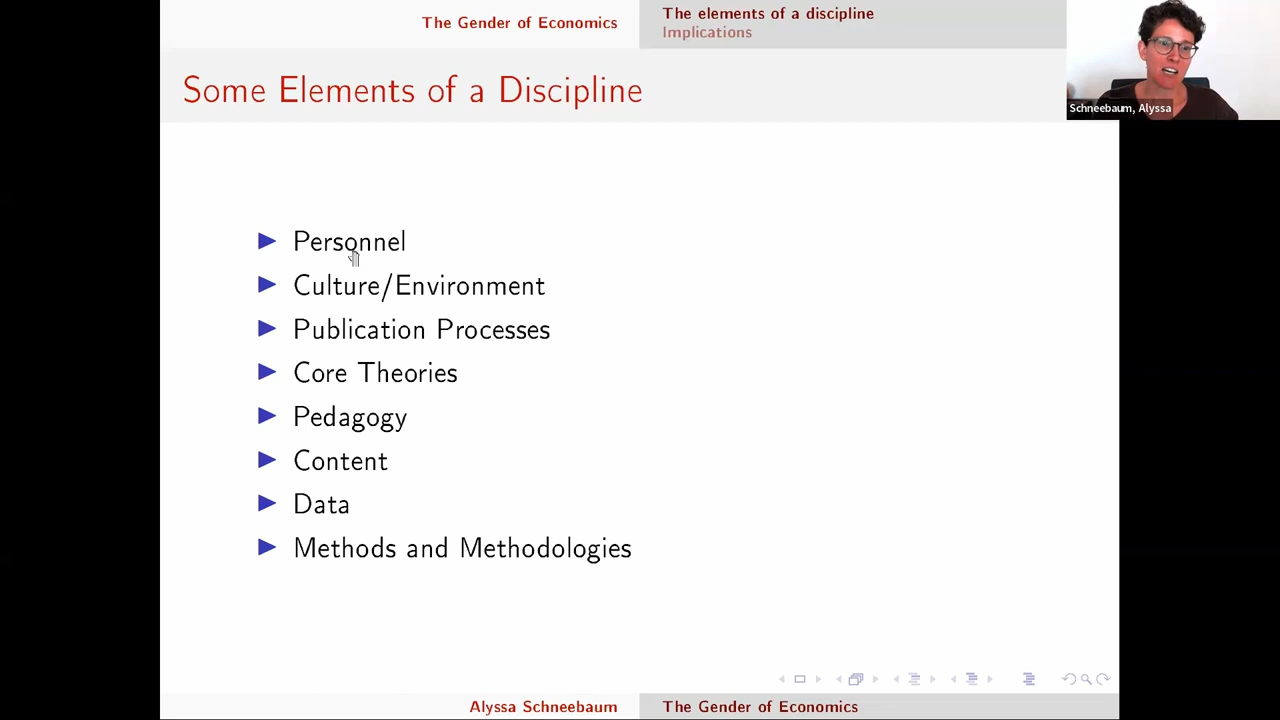 The Gender of Economics
The elements of a discipline
Implications
Schneebaum, Alyssa
Some Elements of a Discipline
Personnel
Culture/Environment
Publication Processes
Core Theories
Pedagogy
Content
Data
Methods and Methodologies
Alyssa Schneebaum
The Gender of Economics